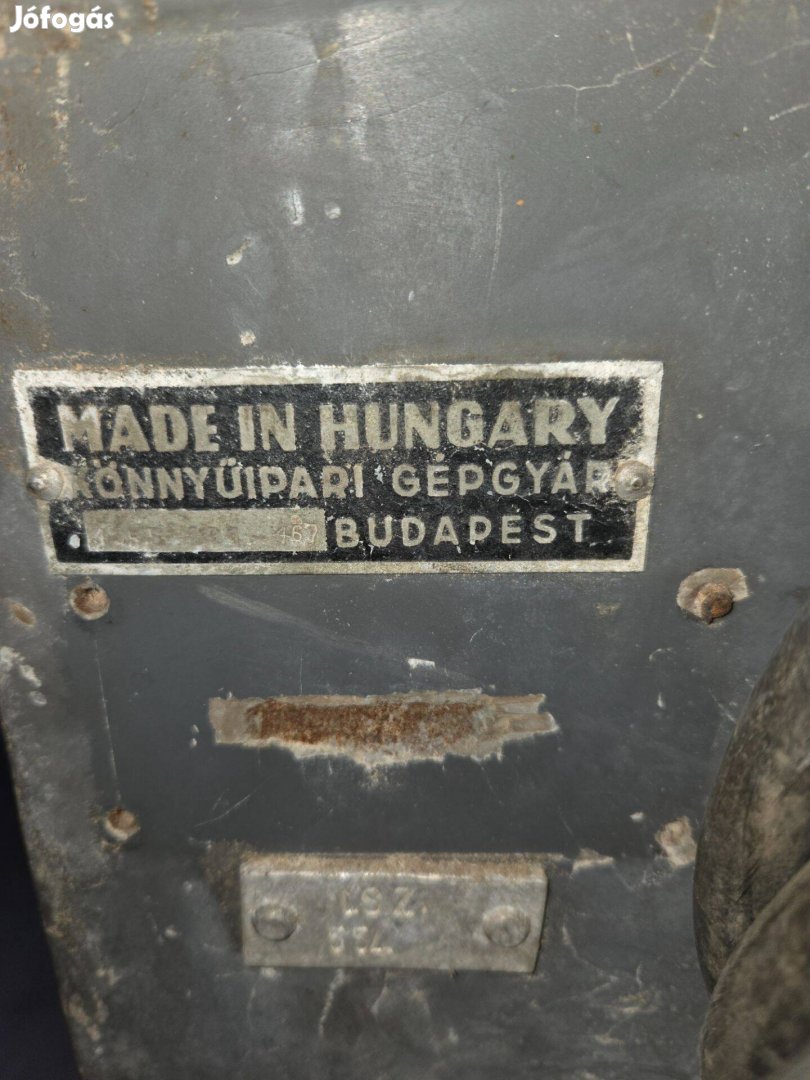 Jófogás
MADE IN HUNGARY
KÖNNYŰIPARI GÉPGYÁR
BUDAPEST